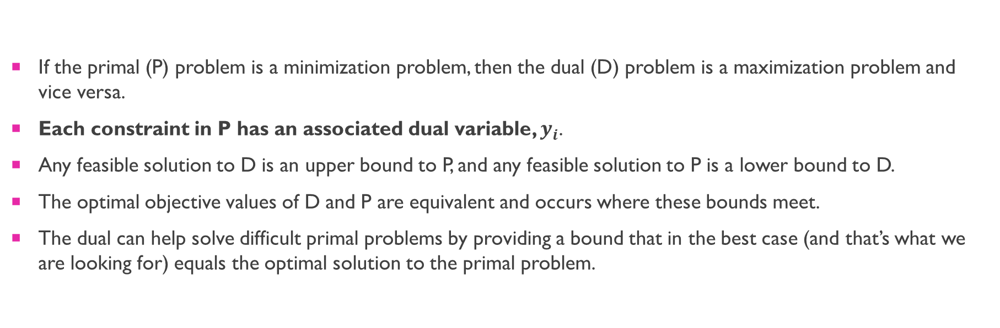 If the primal (P) problem is a minimization problem, then the dual (D) problem is a maximization problem and
vice versa.
Each constraint in P has an associated dual variable, yᵢ.
Any feasible solution to D is an upper bound to P, and any feasible solution to P is a lower bound to D.
The optimal objective values of D and P are equivalent and occurs where these bounds meet.
The dual can help solve difficult primal problems by providing a bound that in the best case (and that's what we
are looking for) equals the optimal solution to the primal problem.